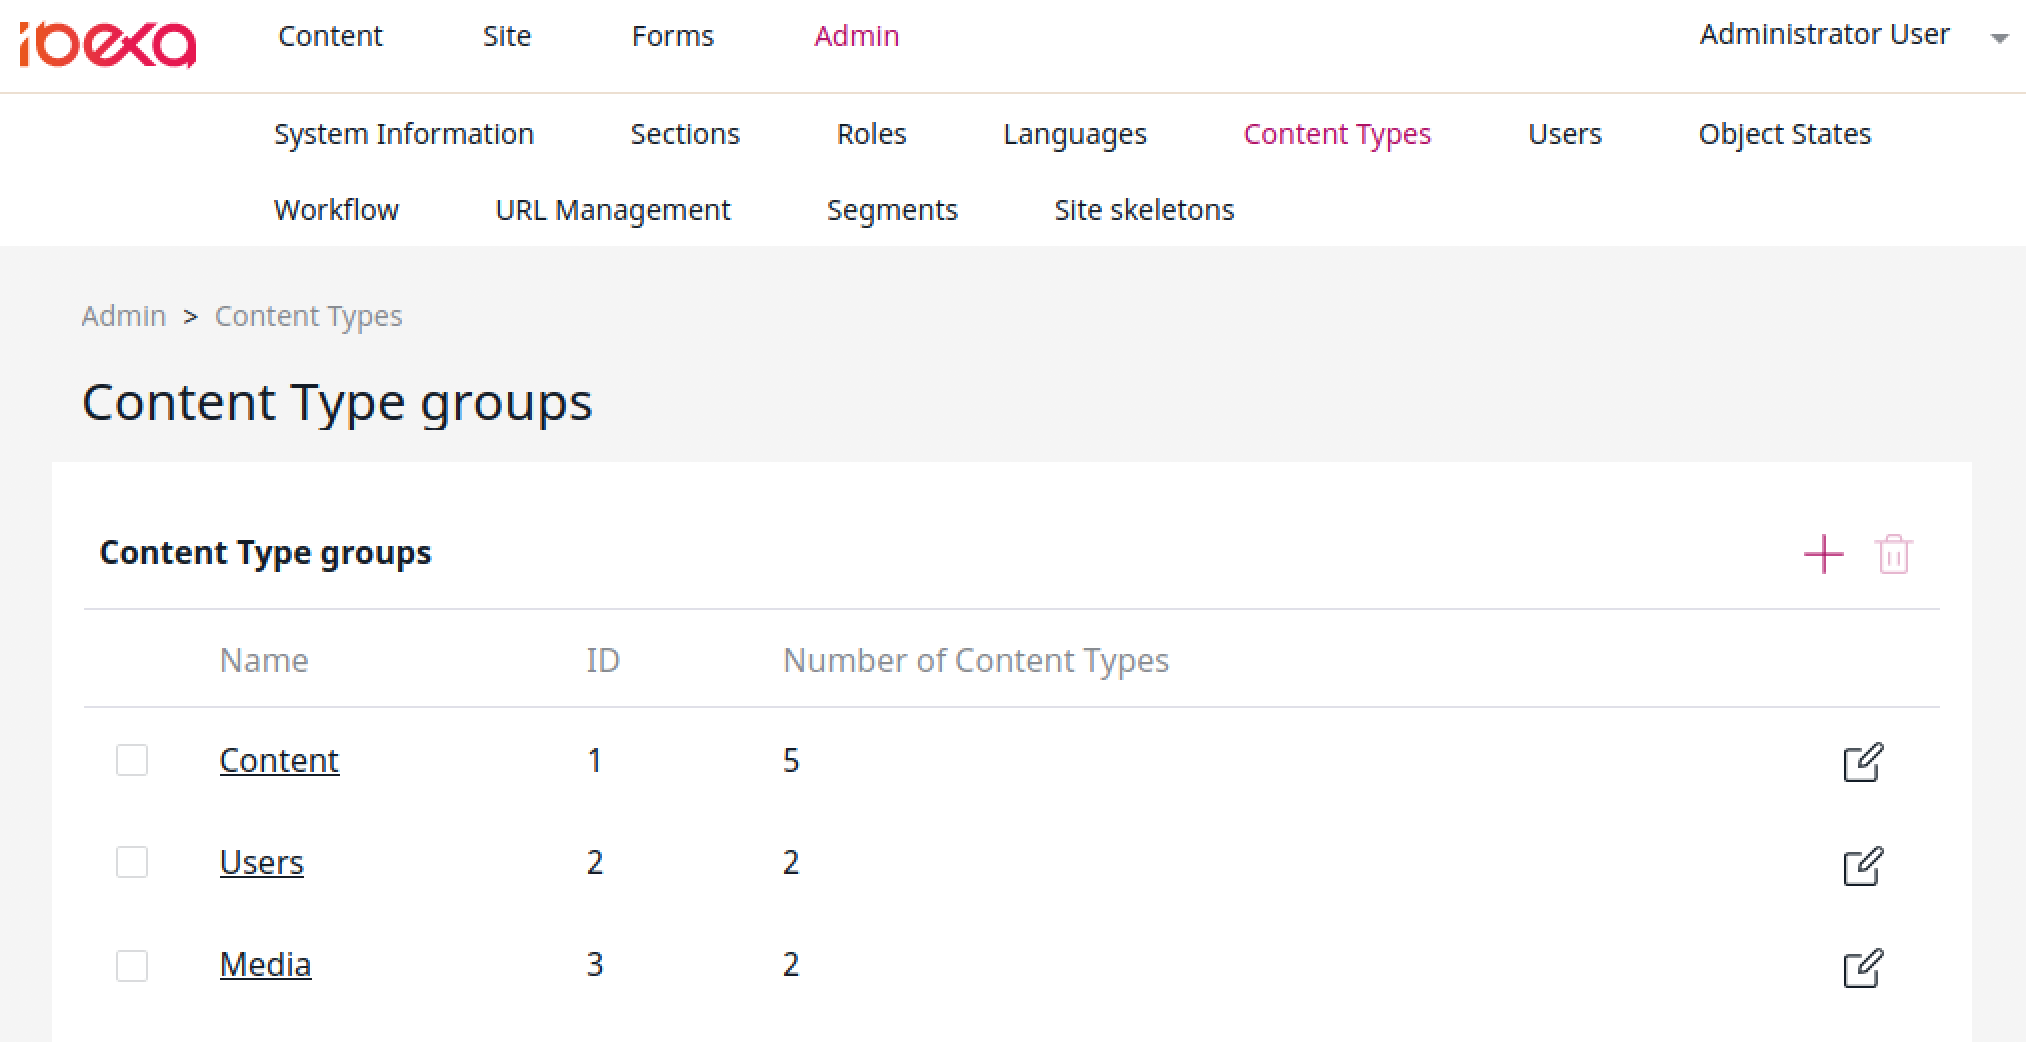 ibexa Content Site Forms Admin Administrator User
System Information Sections Roles Languages Content Types Users Object States
Workflow URL Management Segments Site skeletons
Admin > Content Types
Content Type groups
Content Type groups
Name ID Number of Content Types
Content 1 5
Users 2 2
Media 3 2